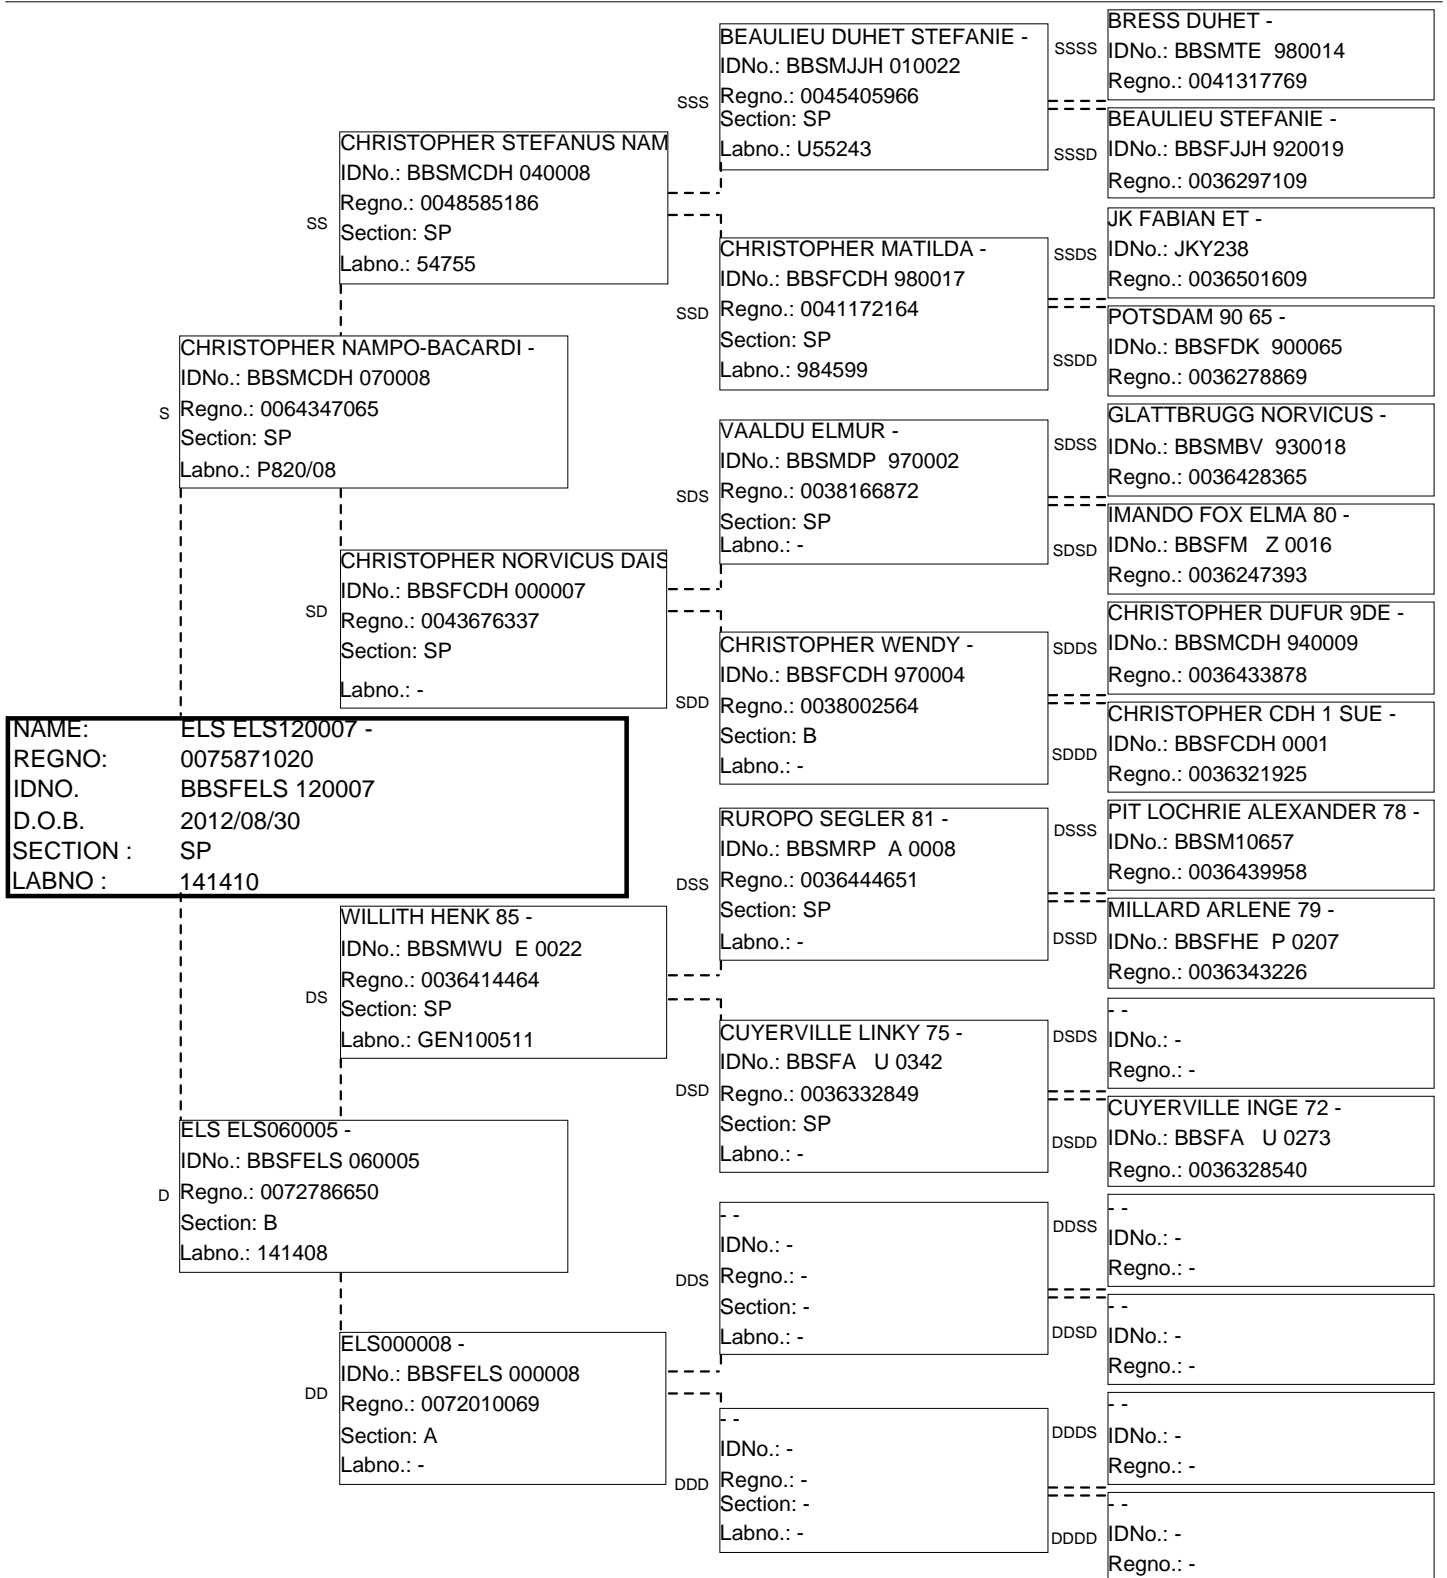 BRESS DUHET -
SSSS
IDNo.: BBSMTE  980014
Regno.: 0041317769
BEAULIEU DUHET STEFANIE -
IDNo.: BBSMJJH 010022
SSS
Regno.: 0045405966
Section: SP
Labno.: U55243
BEAULIEU STEFANIE -
SSSD
IDNo.: BBSFJJH 920019
Regno.: 0036297109
CHRISTOPHER STEFANUS NAM
IDNo.: BBSMCDH 040008
SS
Regno.: 0048585186
Section: SP
Labno.: 54755
JK FABIAN ET -
SSDS
IDNo.: JKY238
Regno.: 0036501609
CHRISTOPHER MATILDA -
IDNo.: BBSFCDH 980017
SSD
Regno.: 0041172164
Section: SP
Labno.: 984599
POTSDAM 90 65 -
SSDD
IDNo.: BBSFDK  900065
Regno.: 0036278869
CHRISTOPHER NAMPO-BACARDI -
IDNo.: BBSMCDH 070008
S
Regno.: 0064347065
Section: SP
Labno.: P820/08
GLATTBRUGG NORVICUS -
SDSS
IDNo.: BBSMBV  930018
Regno.: 0036428365
VAALDU ELMUR -
IDNo.: BBSMDP  970002
SDS
Regno.: 0038166872
Section: SP
Labno.: -
IMANDO FOX ELMA 80 -
SDSD
IDNo.: BBSFM   Z 0016
Regno.: 0036247393
CHRISTOPHER NORVICUS DAIS
IDNo.: BBSFCDH 000007
SD
Regno.: 0043676337
Section: SP
Labno.: -
CHRISTOPHER DUFUR 9DE -
SDDS
IDNo.: BBSMCDH 940009
Regno.: 0036433878
CHRISTOPHER WENDY -
IDNo.: BBSFCDH 970004
SDD
Regno.: 0038002564
Section: B
Labno.: -
CHRISTOPHER CDH 1 SUE -
SDDD
IDNo.: BBSFCDH 0001
Regno.: 0036321925
NAME: ELS ELS120007 -
REGNO: 0075871020
IDNO. BBSFELS 120007
D.O.B. 2012/08/30
SECTION : SP
LABNO : 141410
PIT LOCHRIE ALEXANDER 78 -
DSSS
IDNo.: BBSM10657
Regno.: 0036439958
RUROPO SEGLER 81 -
IDNo.: BBSMRP  A 0008
DSS
Regno.: 0036444651
Section: SP
Labno.: -
MILLARD ARLENE 79 -
DSSD
IDNo.: BBSFHE  P 0207
Regno.: 0036343226
WILLITH HENK 85 -
IDNo.: BBSMWU  E 0022
Regno.: 0036414464
DS
Section: SP
Labno.: GEN100511
- -
DSDS
IDNo.: -
Regno.: -
CUYERVILLE LINKY 75 -
IDNo.: BBSFA   U 0342
DSD
Regno.: 0036332849
Section: SP
Labno.: -
CUYERVILLE INGE 72 -
DSDD
IDNo.: BBSFA   U 0273
Regno.: 0036328540
ELS ELS060005 -
IDNo.: BBSFELS 060005
D
Regno.: 0072786650
Section: B
Labno.: 141408
- -
DDSS
IDNo.: -
Regno.: -
- -
IDNo.: -
DDS
Regno.: -
Section: -
Labno.: -
- -
DDSD
IDNo.: -
Regno.: -
ELS000008 -
IDNo.: BBSFELS 000008
DD
Regno.: 0072010069
Section: A
Labno.: -
- -
DDDS
IDNo.: -
Regno.: -
- -
IDNo.: -
DDD
Regno.: -
Section: -
Labno.: -
- -
DDDD
IDNo.: -
Regno.: -